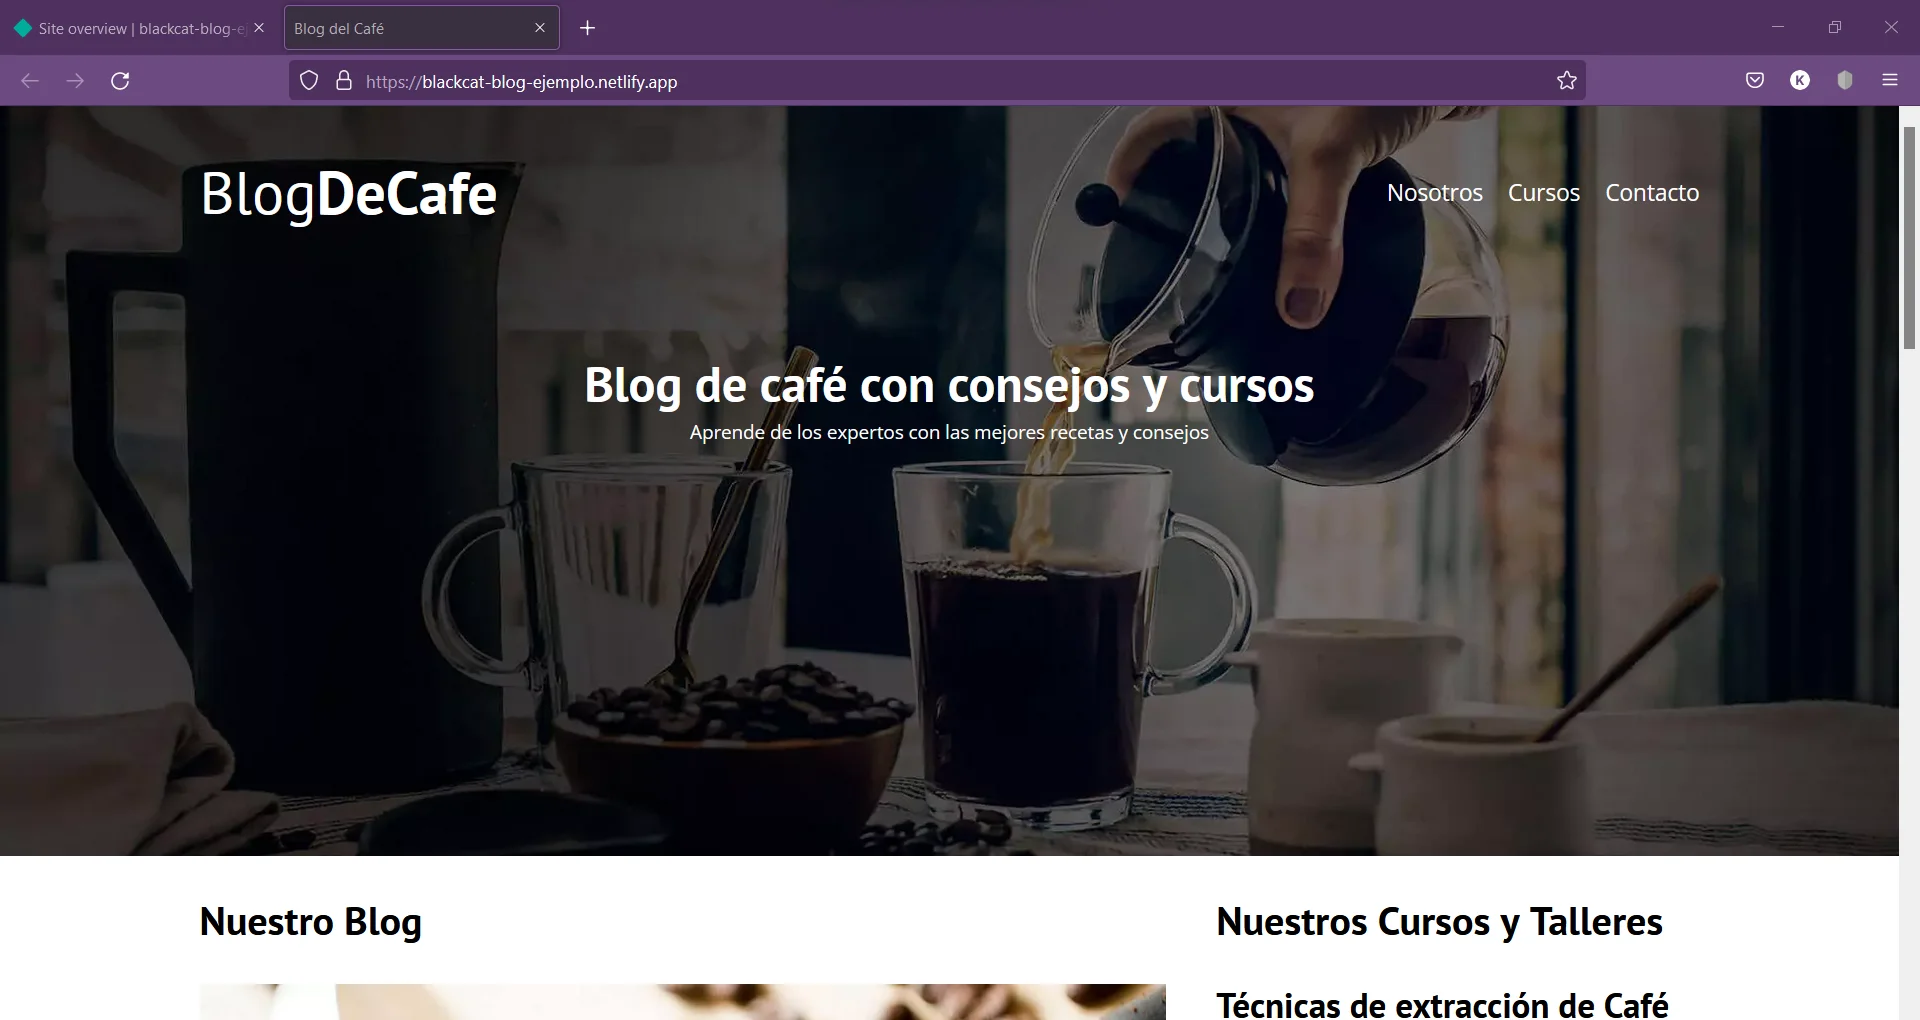 Site overview | blackcat-blog-ej
Blog del Café
https://blackcat-blog-ejemplo.netlify.app
K
BlogDeCafe
Nosotros Cursos Contacto
Blog de café con consejos y cursos
Aprende de los expertos con las mejores recetas y consejos
Nuestro Blog
Nuestros Cursos y Talleres
Técnicas de extracción de Café